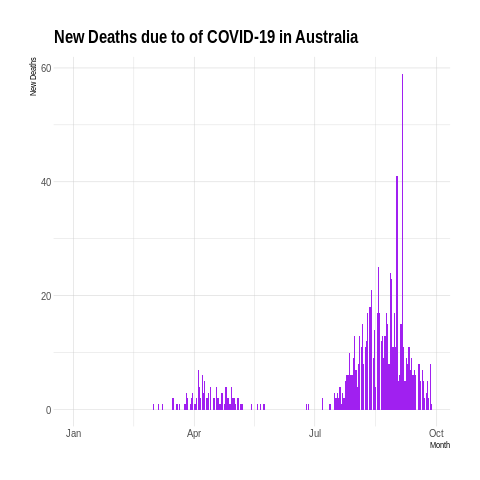 New Deaths due to of COVID-19 in Australia
New Deaths
60
40
20
0
Jan Apr Jul Oct
Month